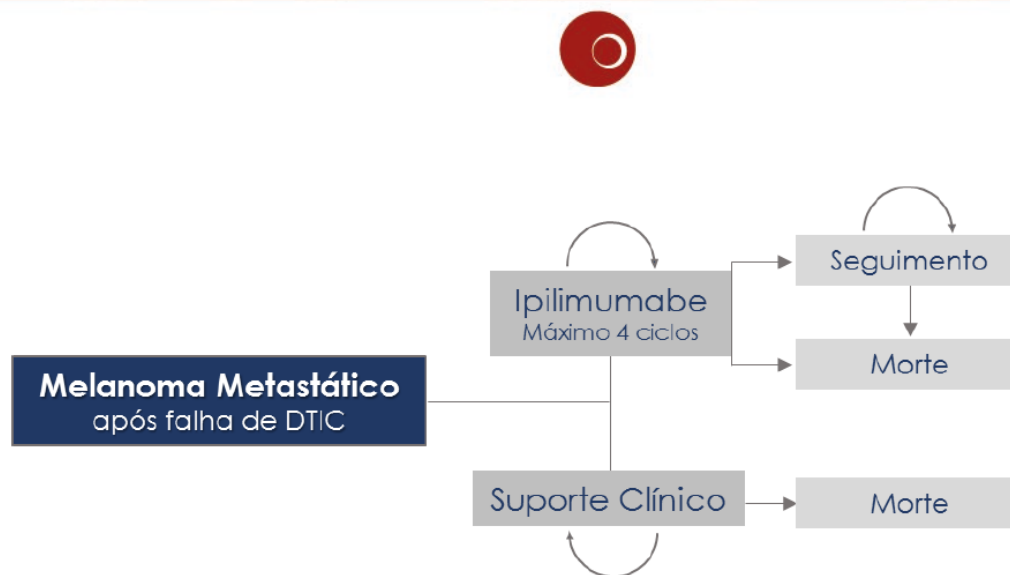 Seguimento
Ipilimumabe
Máximo 4 ciclos
Morte
Melanoma Metastático
após falha de DTIC
Suporte Clínico
Morte